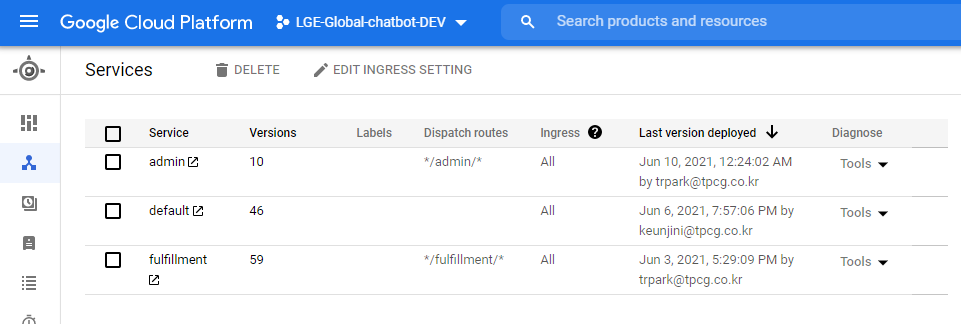 Google Cloud Platform LGE-Global-chatbot-DEV Search products and resources
Services DELETE EDIT INGRESS SETTING
Service Versions Labels Dispatch routes Ingress ? Last version deployed Diagnose
admin 10 */admin/* All Jun 10, 2021, 12:24:02 AM Tools
by trpark@tpcg.co.kr
default 46 All Jun 6, 2021, 7:57:06 PM by Tools
keunjini@tpcg.co.kr
fulfillment 59 */fulfillment/* All Jun 3, 2021, 5:29:09 PM by Tools
trpark@tpcg.co.kr